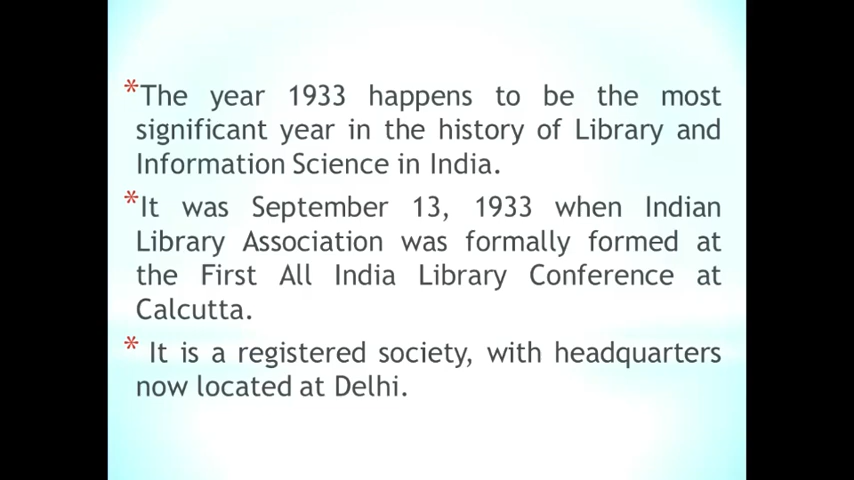 *The year 1933 happens to be the most
significant year in the history of Library and
Information Science in India.
*It was September 13, 1933 when Indian
Library Association was formally formed at
the First All India Library Conference at
Calcutta.
* It is a registered society, with headquarters
now located at Delhi.